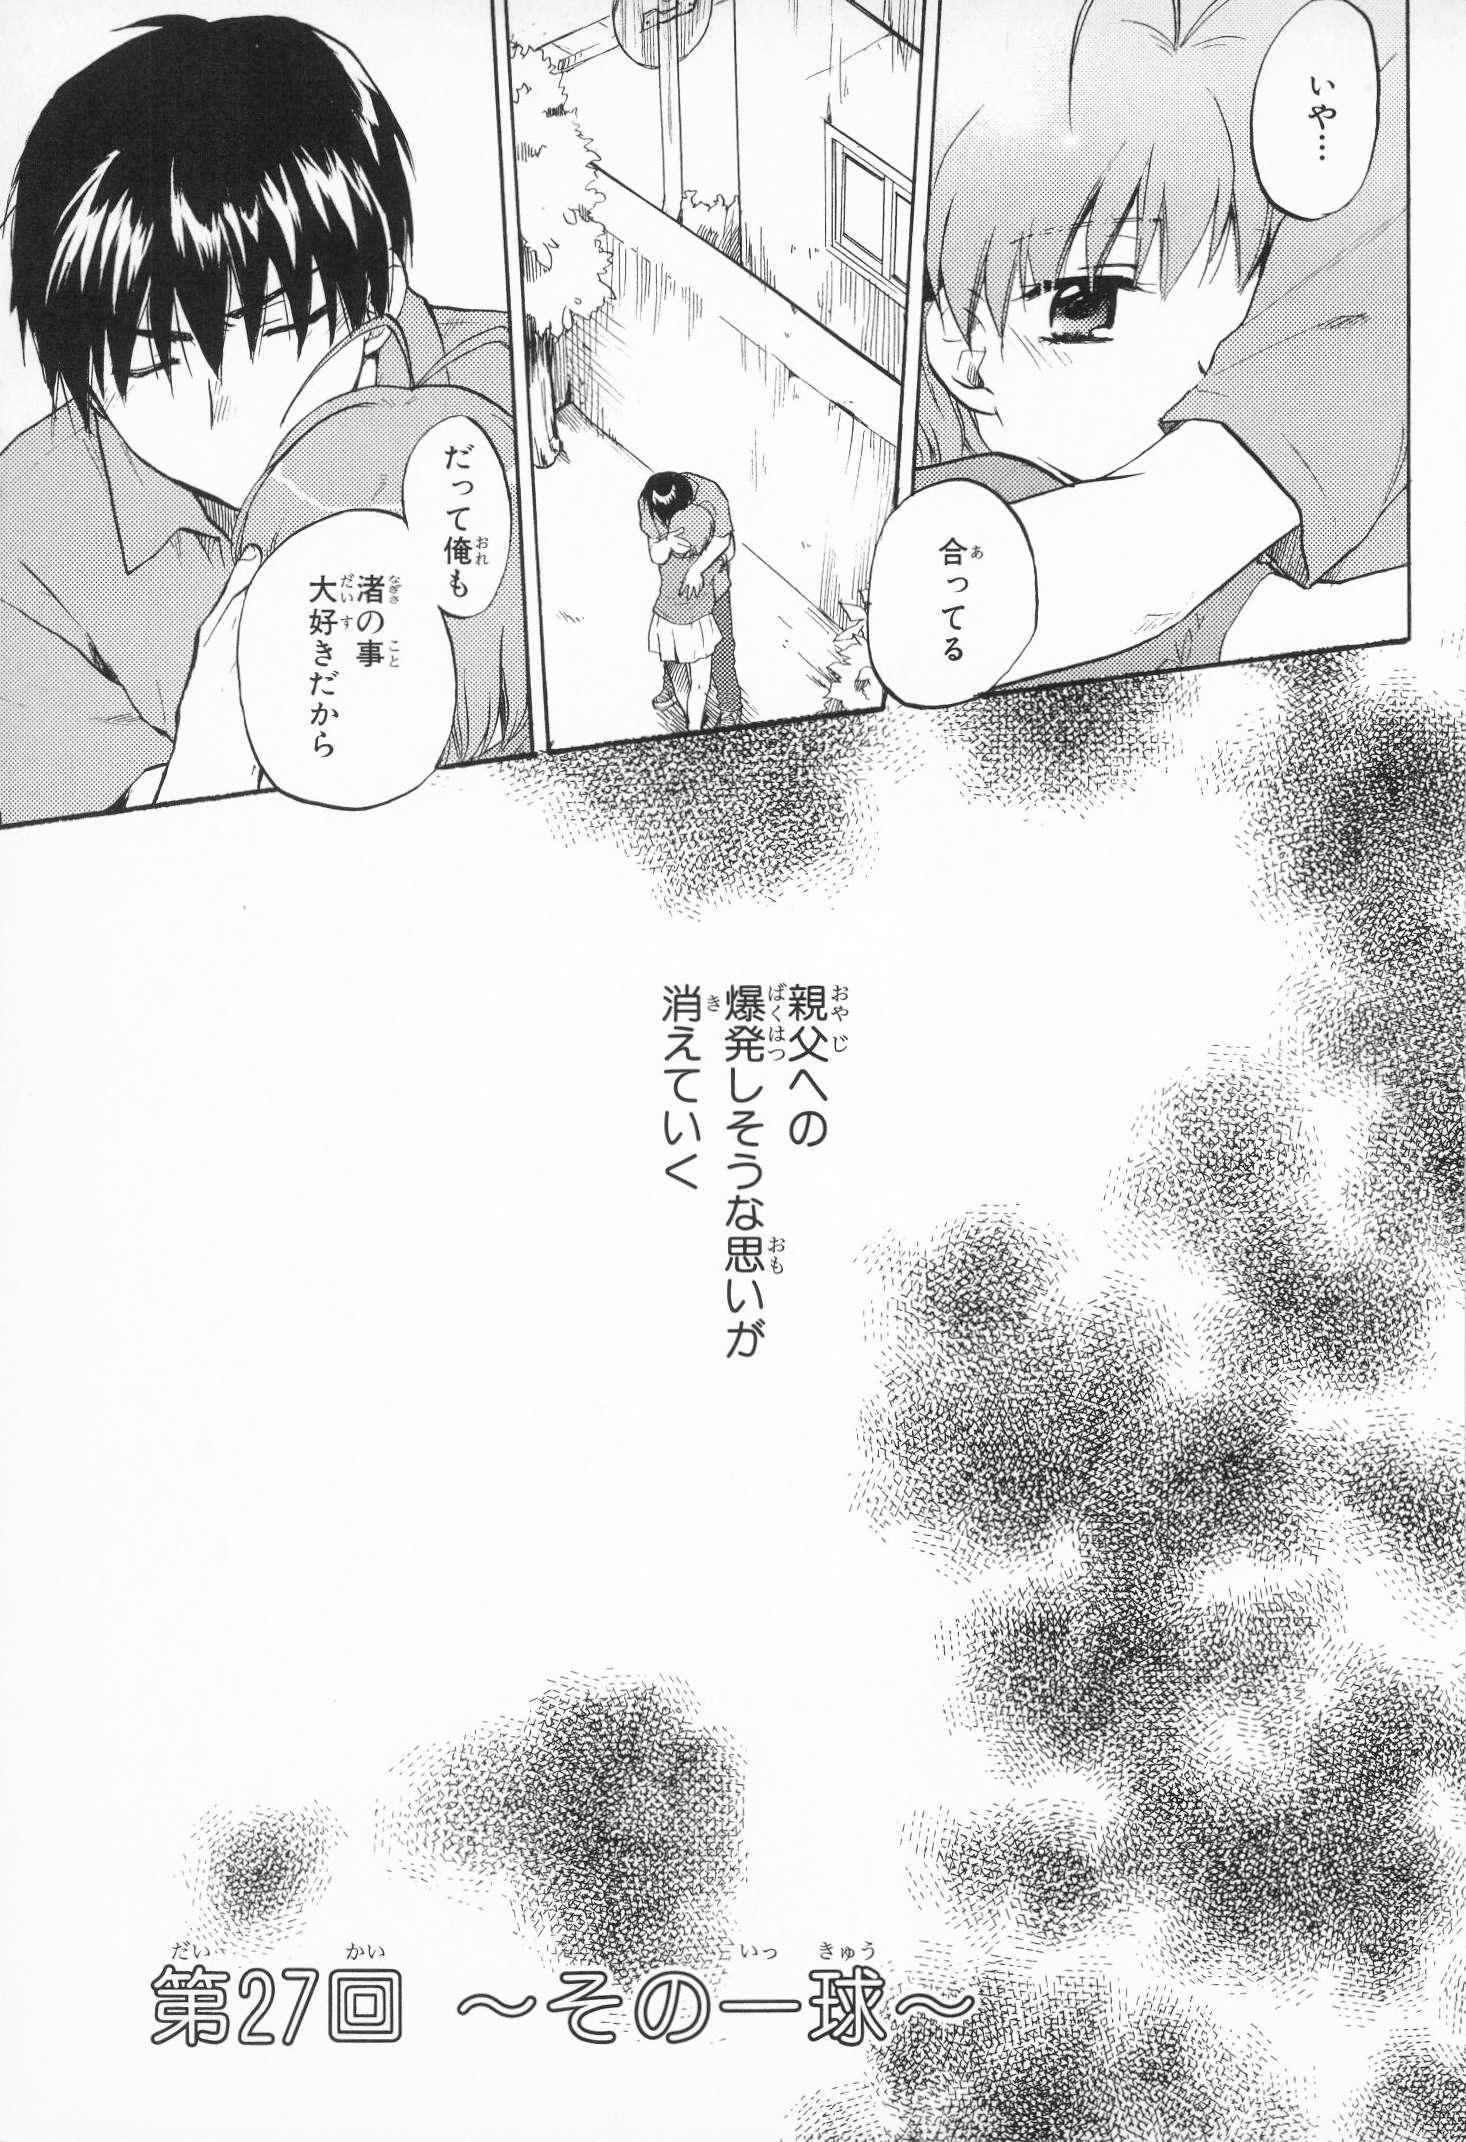 いや…
合ってる
だって俺も
渚の事
大好きだから
親父への
爆発しそうな思いが
消えていく
第27回 〜その一球〜